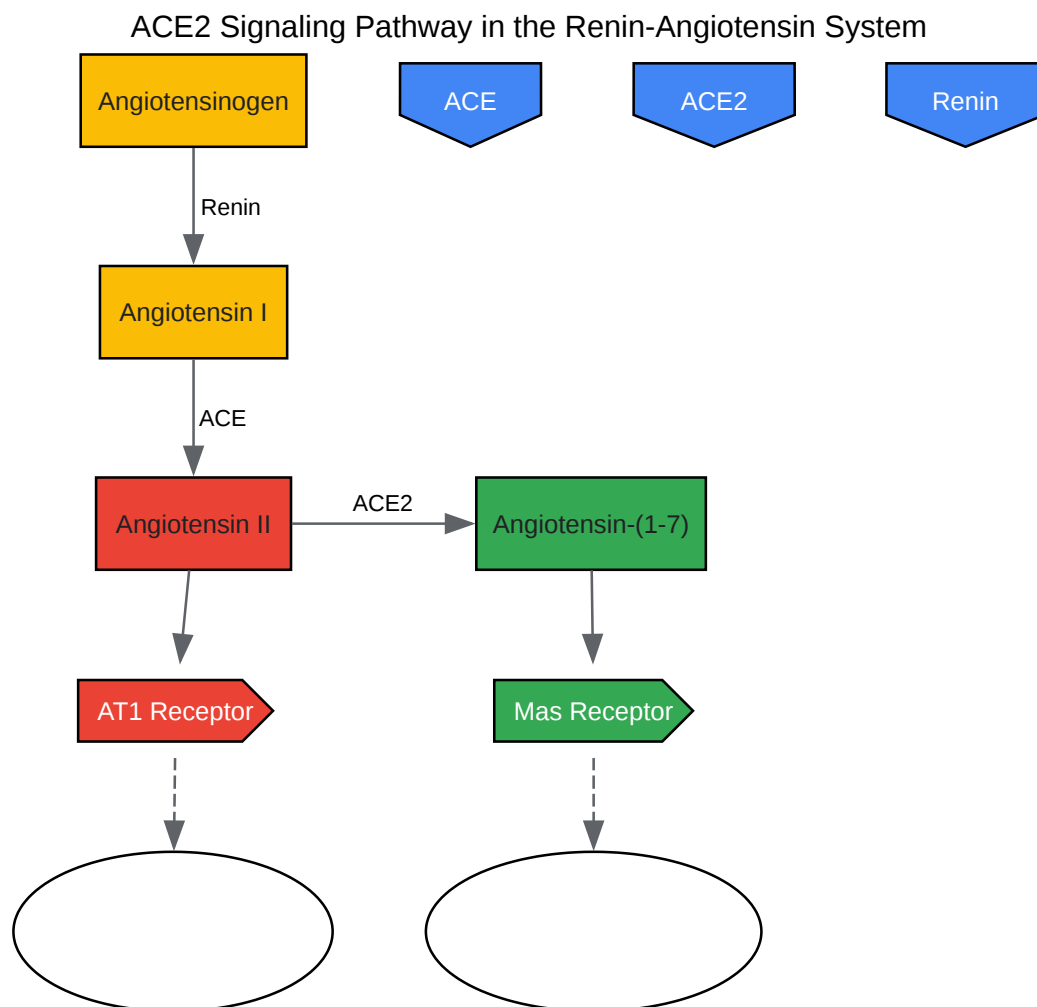 ACE2 Signaling Pathway in the Renin-Angiotensin System
Angiotensinogen
ACE
ACE2
Renin
Renin
Angiotensin I
ACE
Angiotensin II
ACE2
Angiotensin-(1-7)
AT1 Receptor
Mas Receptor